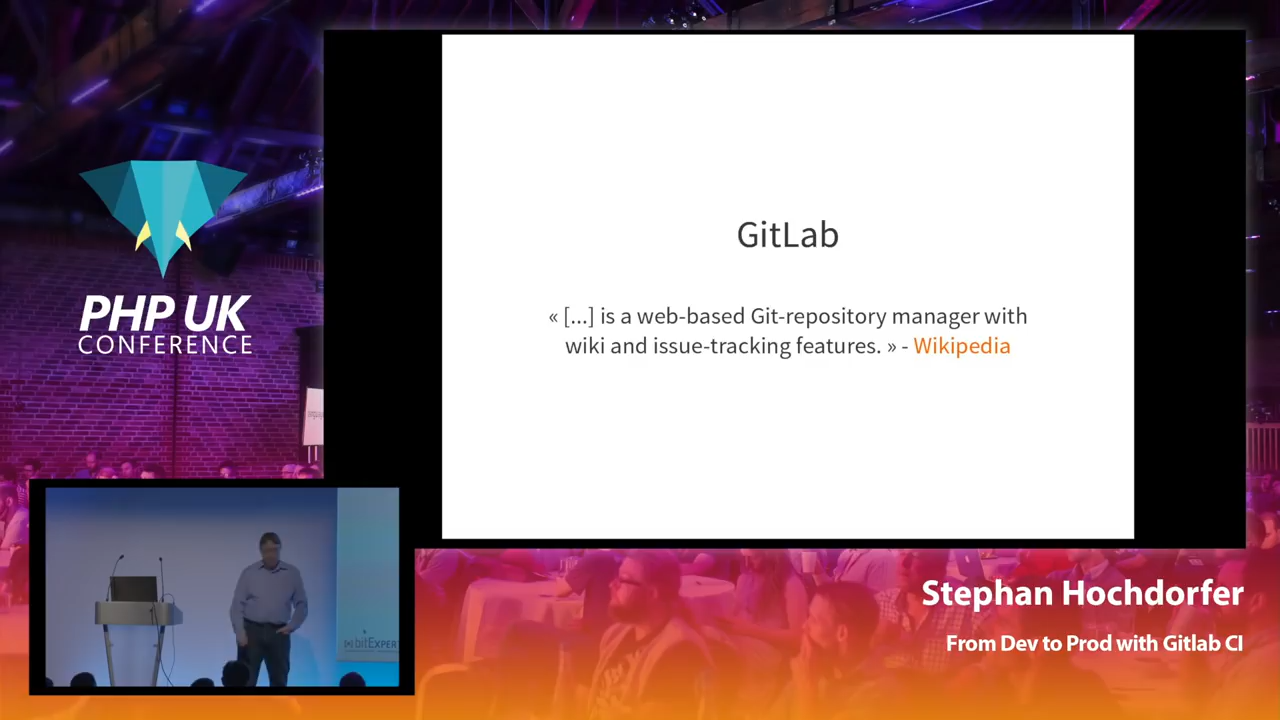 PHP UK
CONFERENCE
GitLab
« [...] is a web-based Git-repository manager with
wiki and issue-tracking features. » - Wikipedia
bitExpert
Stephan Hochdorfer
From Dev to Prod with Gitlab CI